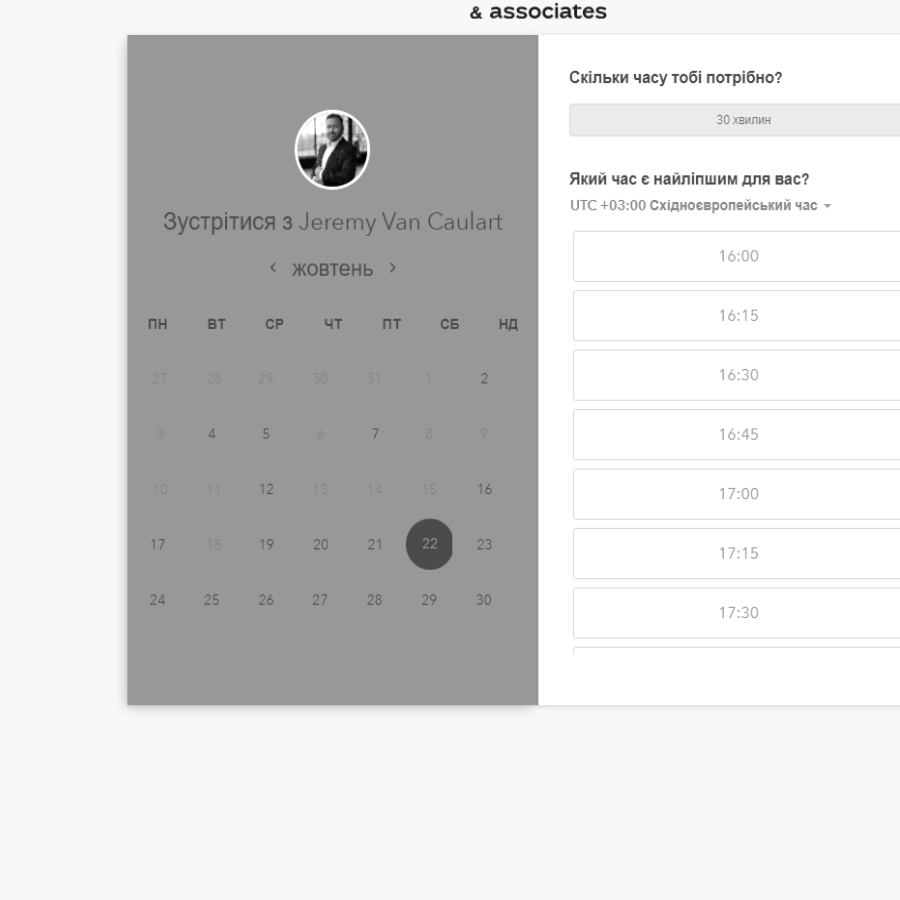 & associates
Зустрітися з Jeremy Van Caulart
жовтень
ПН ВТ СР ЧТ ПТ СБ НД
27 28 29 30 31 1 2
3 4 5 6 7 8 9
10 11 12 13 14 15 16
17 18 19 20 21 22 23
24 25 26 27 28 29 30
Скільки часу тобі потрібно?
30 хвилин
Який час є найліпшим для вас?
UTC +03:00 Східноєвропейський час
16:00
16:15
16:30
16:45
17:00
17:15
17:30